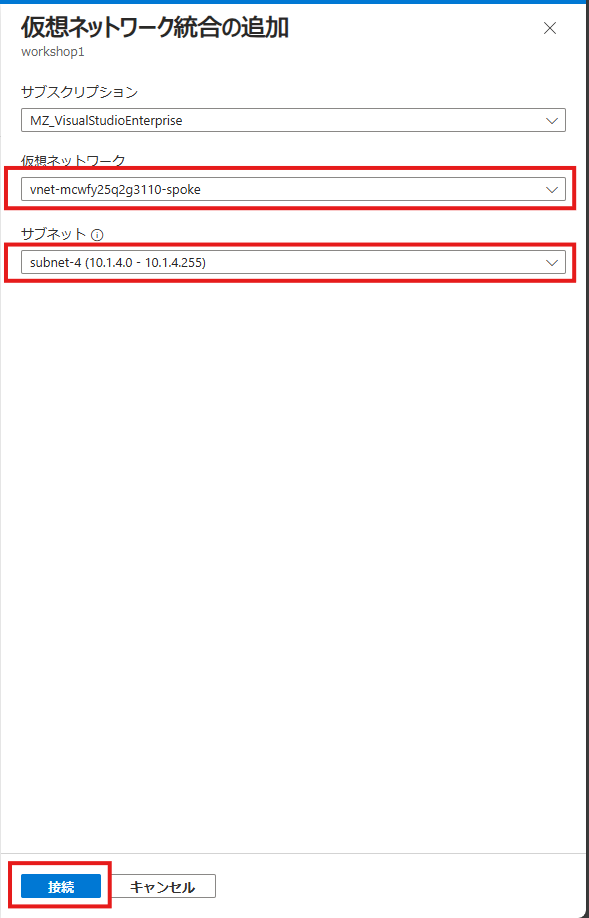 仮想ネットワーク統合の追加
workshop1
サブスクリプション
MZ_VisualStudioEnterprise
仮想ネットワーク
vnet-mcwfy25q2g3110-spoke
サブネット
subnet-4 (10.1.4.0 - 10.1.4.255)
接続 キャンセル